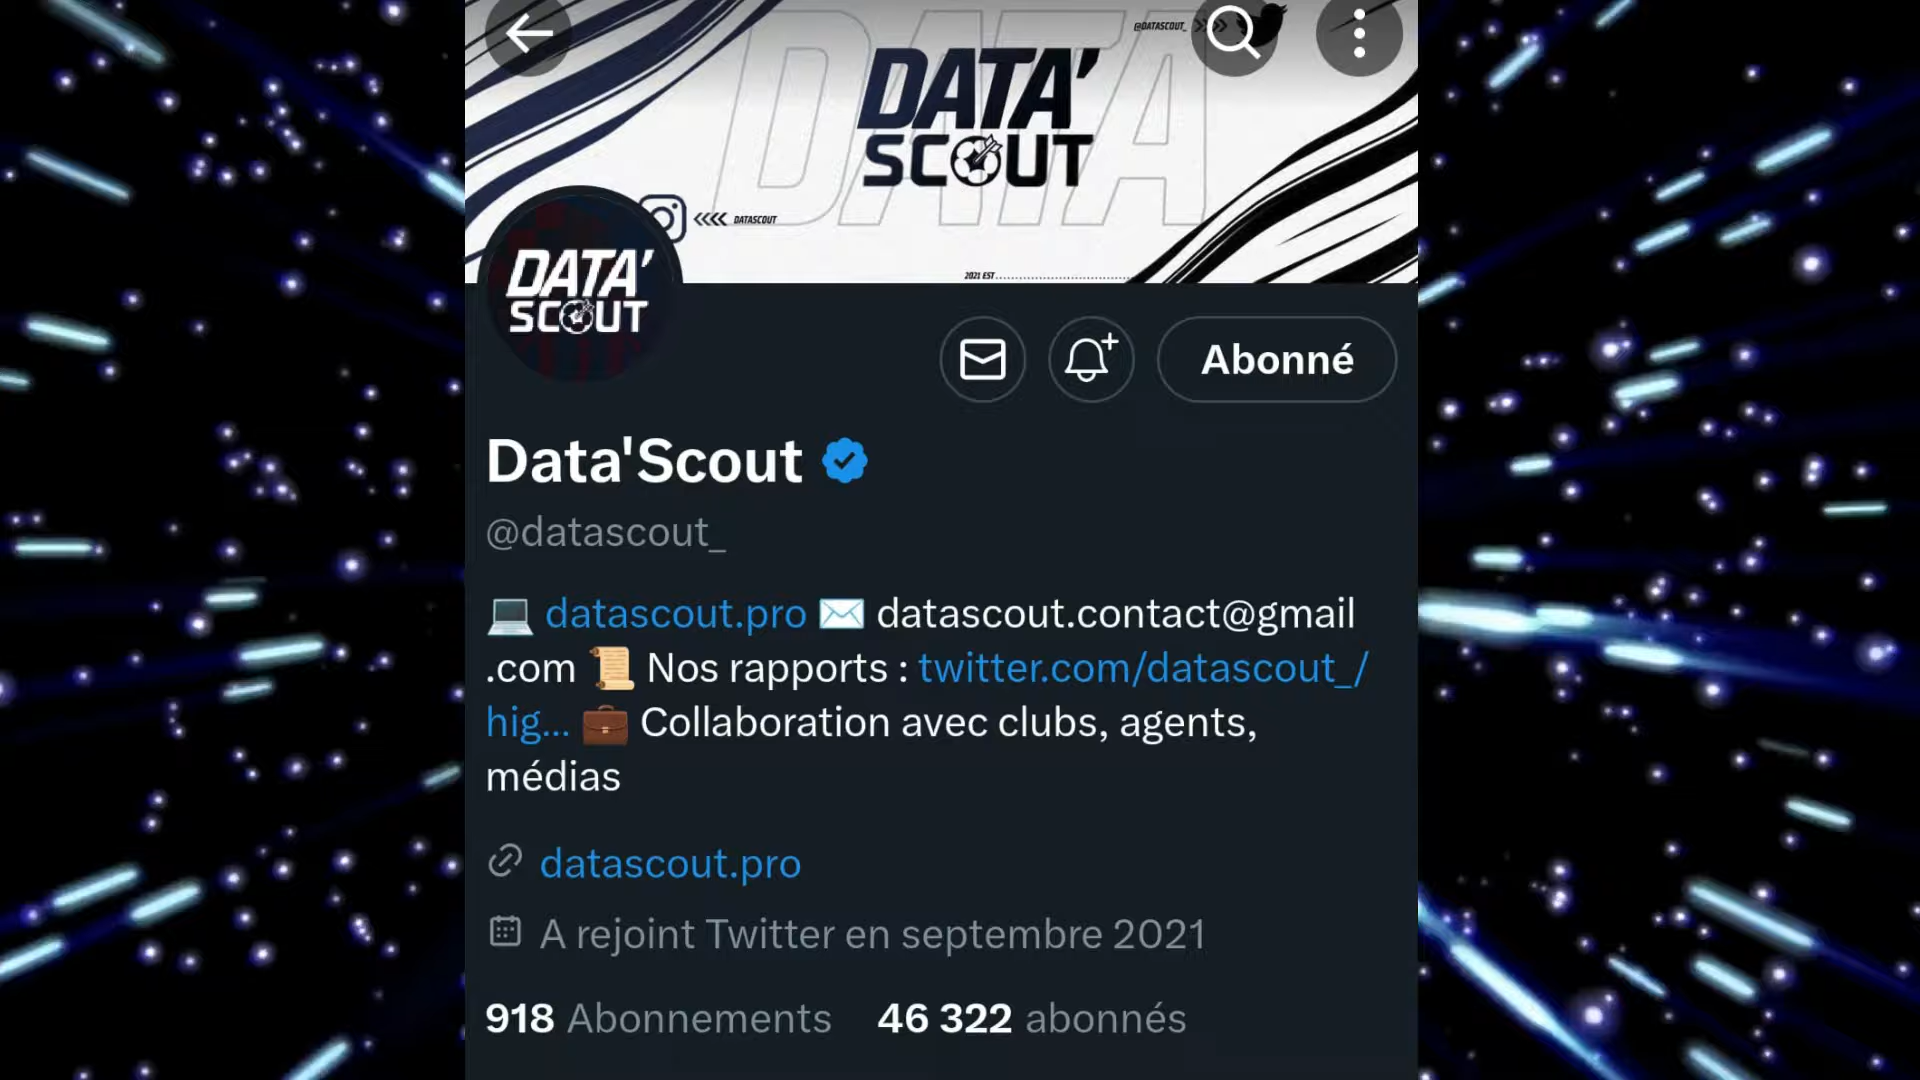 @DATASCOUT_
DATA
DATA'
SCOUT
DATASCOUT
2021 EST
DATA'
SCOUT
Abonné
Data'Scout
@datascout_
datascout.pro datascout.contact@gmail
.com Nos rapports : twitter.com/datascout_/
hig... Collaboration avec clubs, agents,
médias
datascout.pro
A rejoint Twitter en septembre 2021
918 Abonnements 46 322 abonnés